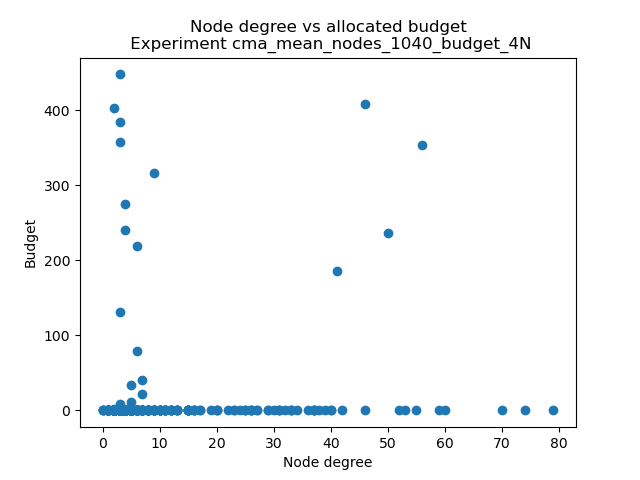 Node degree vs allocated budget
Experiment cma_mean_nodes_1040_budget_4N
400
300
200
100
0
Budget
0 10 20 30 40 50 60 70 80
Node degree